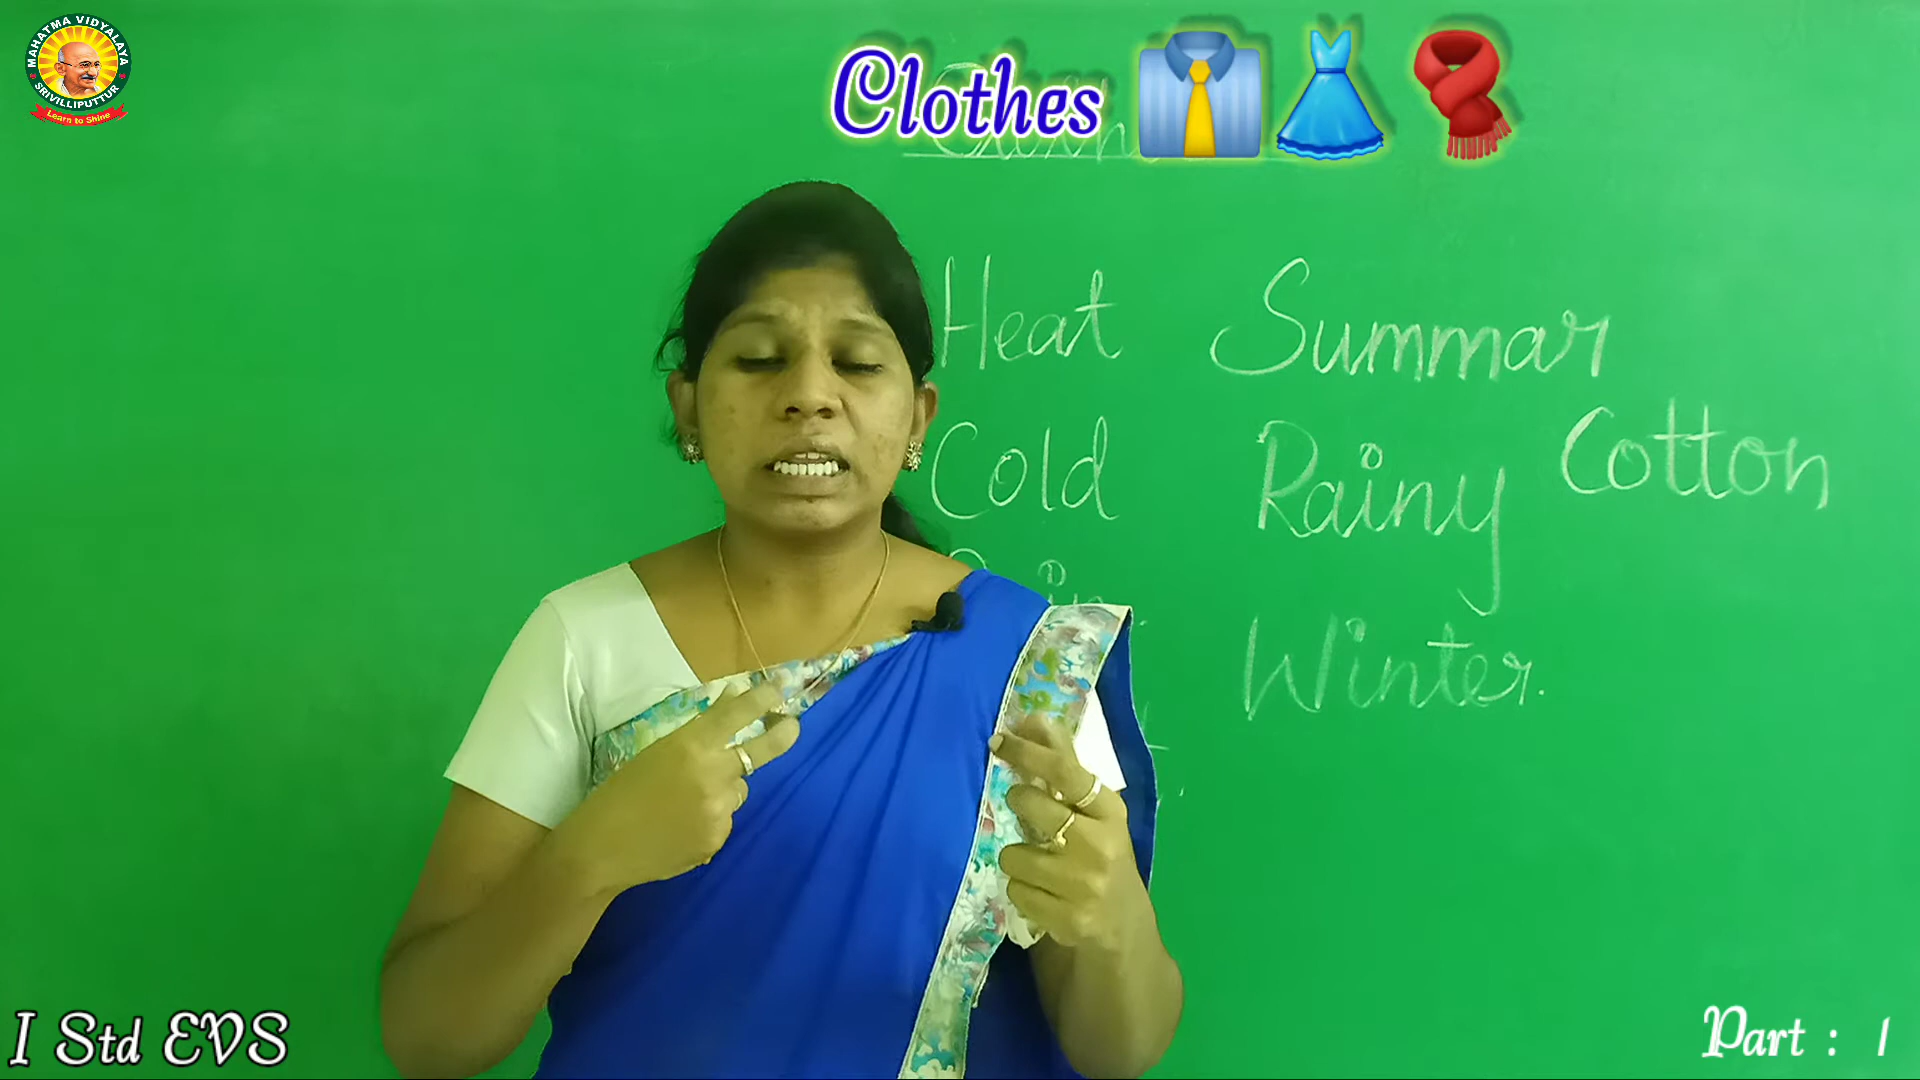 MAHATMA VIDYALAYA
SRIVILLIPUTTUR
Learn to Shine
Clothes
Heat Summar
Cold Rainy Cotton
Winter.
I Std EVS
Part : 1